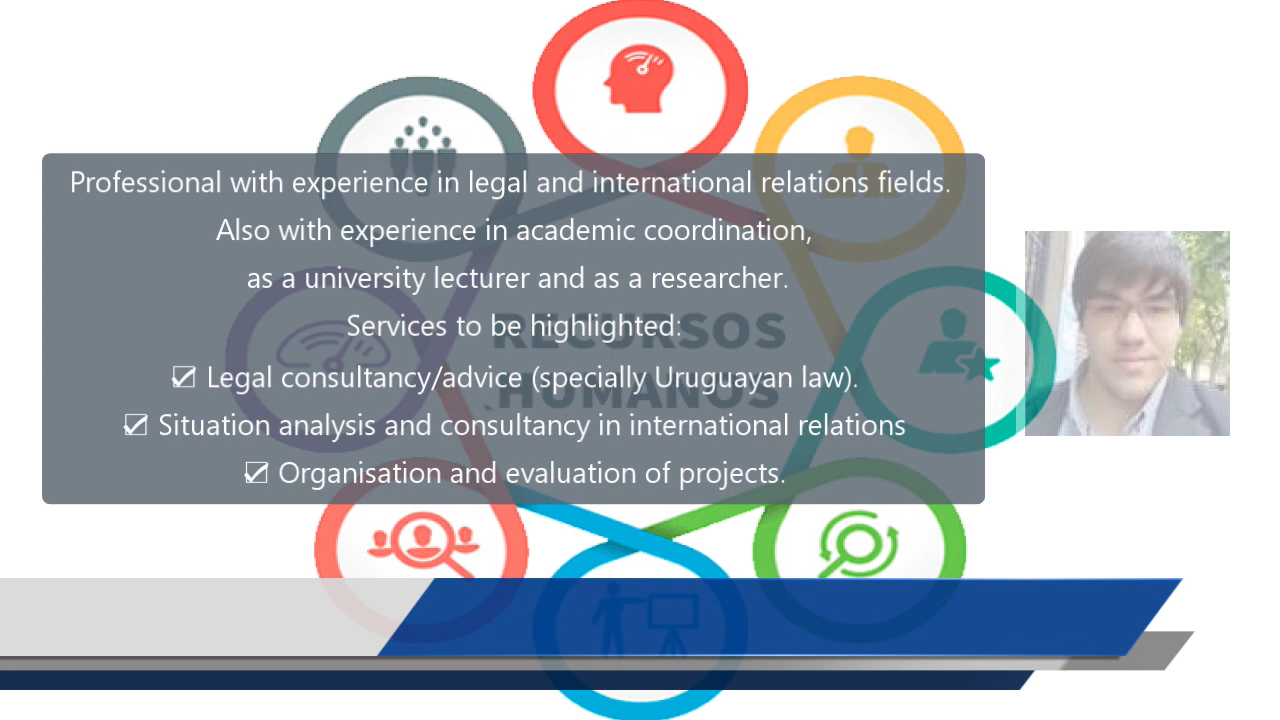 Professional with experience in legal and international relations fields.
Also with experience in academic coordination,
as a university lecturer and as a researcher.
Services to be highlighted:
☑ Legal consultancy/advice (specially Uruguayan law).
☑ Situation analysis and consultancy in international relations
☑ Organisation and evaluation of projects.
RECURSOS
HUMANOS